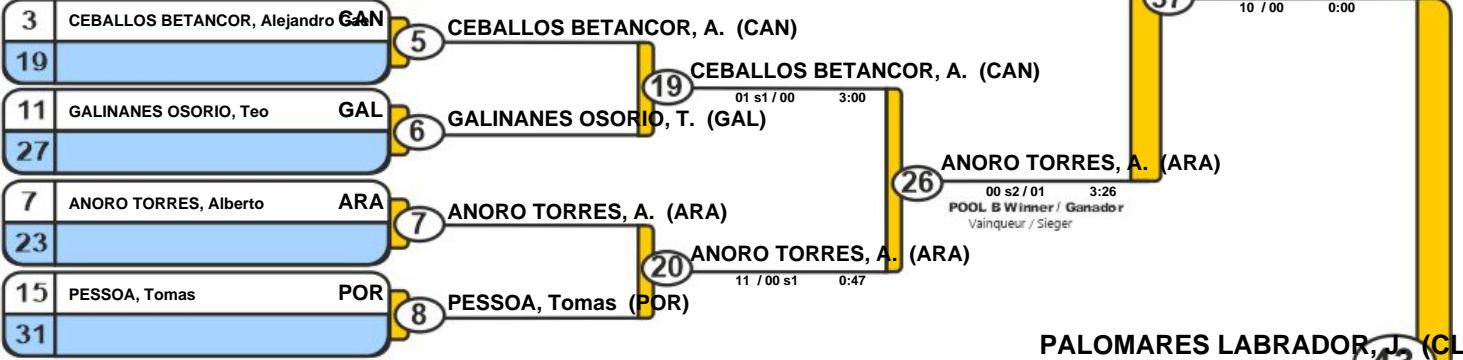 37
10 / 00 0:00
3 CEBALLOS BETANCOR, Alejandro CAN
19
5 CEBALLOS BETANCOR, A. (CAN)
19 CEBALLOS BETANCOR, A. (CAN)
01 s1 / 00 3:00
11 GALINANES OSORIO, Teo GAL
27
6 GALINANES OSORIO, T. (GAL)
26 ANORO TORRES, A. (ARA)
00 s2 / 01 3:26
POOL B Winner / Ganador
Vainqueur / Sieger
7 ANORO TORRES, Alberto ARA
23
7 ANORO TORRES, A. (ARA)
20 ANORO TORRES, A. (ARA)
11 / 00 s1 0:47
15 PESSOA, Tomas POR
31
8 PESSOA, Tomas (POR)
PALOMARES LABRADOR, J. (CL